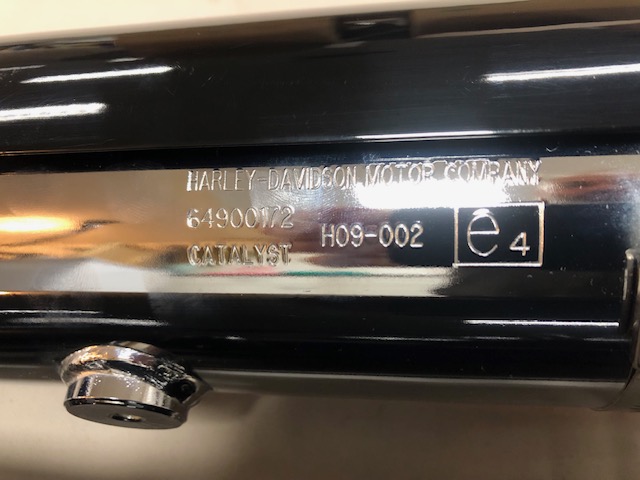 HARLEY-DAVIDSON MOTOR COMPANY
64900172 H09-002 e4
CATALYST